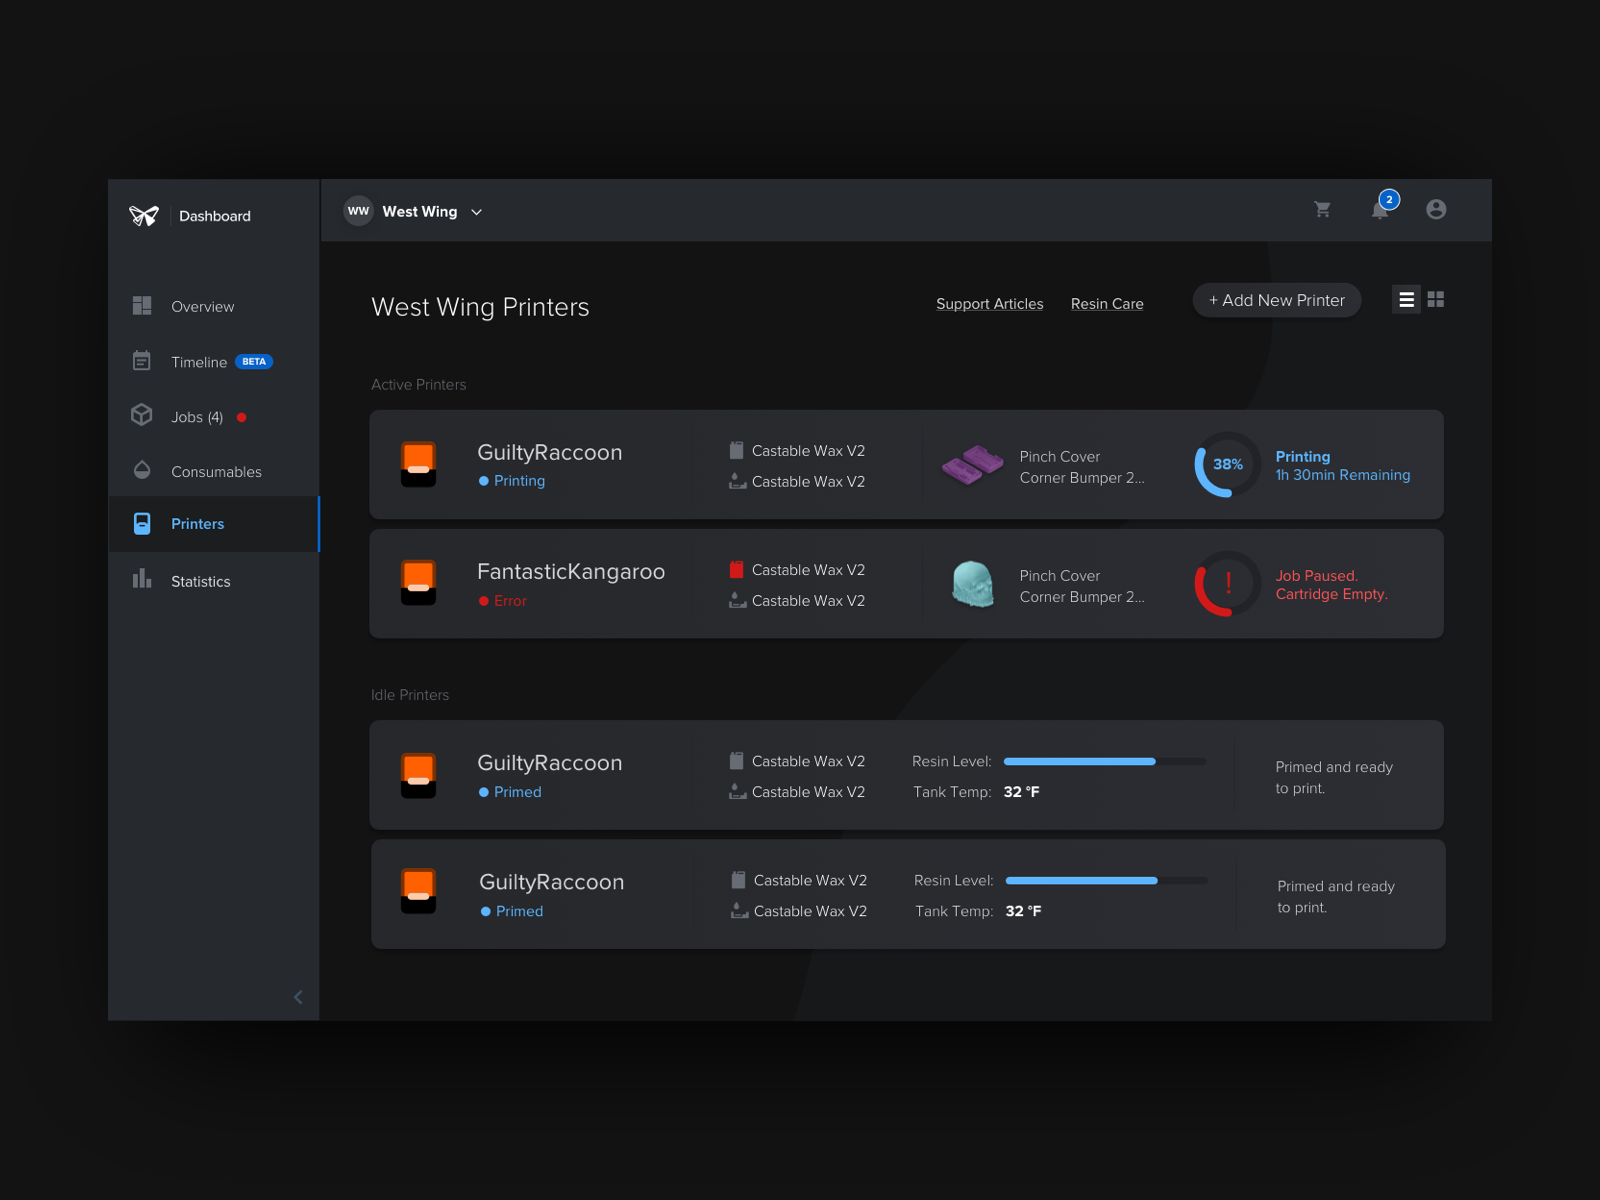 Dashboard
WW West Wing
2
Overview
Timeline BETA
Jobs (4)
Consumables
Printers
Statistics
West Wing Printers
Support Articles
Resin Care
+ Add New Printer
Active Printers
GuiltyRaccoon
Printing
Castable Wax V2
Castable Wax V2
Pinch Cover
Corner Bumper 2...
38%
Printing
1h 30min Remaining
FantasticKangaroo
Error
Castable Wax V2
Castable Wax V2
Pinch Cover
Corner Bumper 2...
!
Job Paused.
Cartridge Empty.
Idle Printers
GuiltyRaccoon
Primed
Castable Wax V2
Castable Wax V2
Resin Level:
Tank Temp: 32 °F
Primed and ready
to print.
GuiltyRaccoon
Primed
Castable Wax V2
Castable Wax V2
Resin Level:
Tank Temp: 32 °F
Primed and ready
to print.